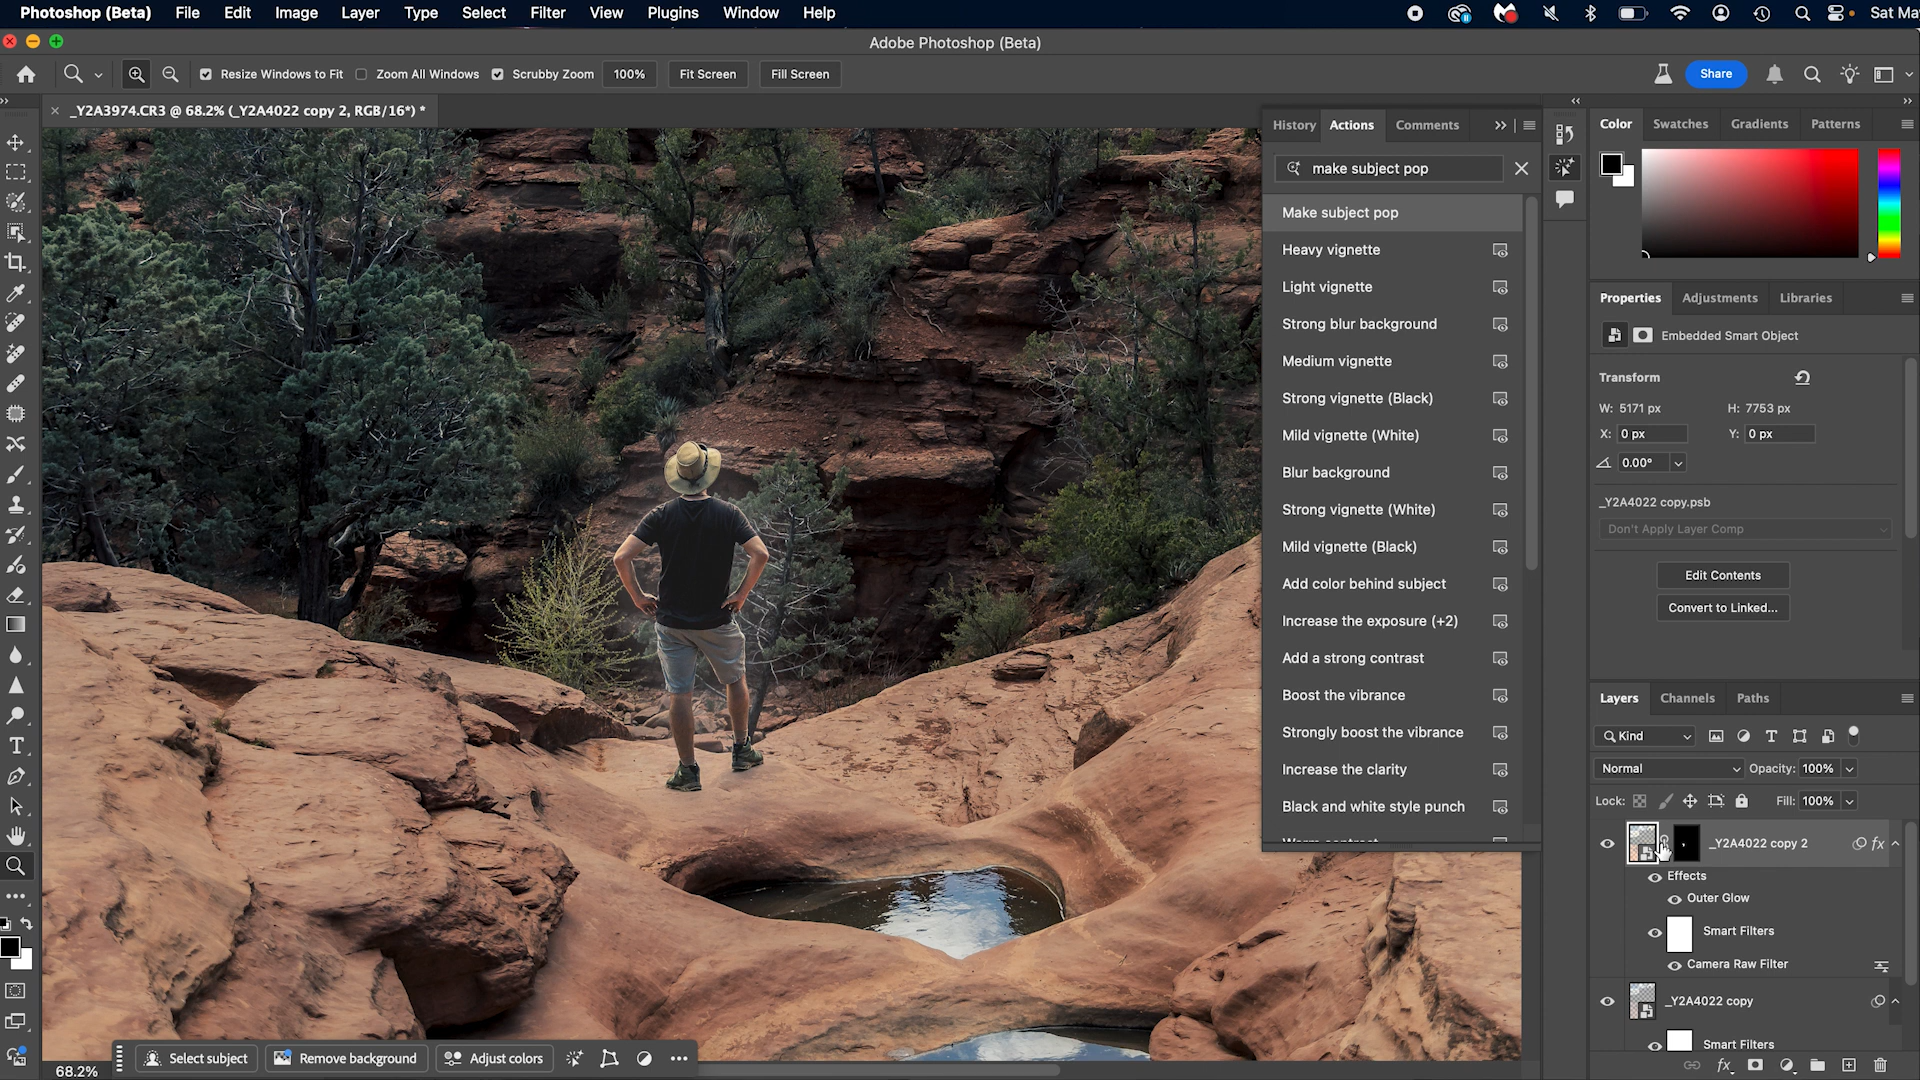 Photoshop (Beta) File Edit Image Layer Type Select Filter View Plugins Window Help Sat May
Adobe Photoshop (Beta)
Resize Windows to Fit Zoom All Windows Scrubby Zoom 100% Fit Screen Fill Screen Share
_Y2A3974.CR3 @ 68.2% (_Y2A4022 copy 2, RGB/16*) *
History Actions Comments
make subject pop
Make subject pop
Heavy vignette
Light vignette
Strong blur background
Medium vignette
Strong vignette (Black)
Mild vignette (White)
Blur background
Strong vignette (White)
Mild vignette (Black)
Add color behind subject
Increase the exposure (+2)
Add a strong contrast
Boost the vibrance
Strongly boost the vibrance
Increase the clarity
Black and white style punch
Color Swatches Gradients Patterns
Properties Adjustments Libraries
Embedded Smart Object
Transform
W: 5171 px H: 7753 px
X: 0 px Y: 0 px
0.00°
_Y2A4022 copy.psb
Don't Apply Layer Comp
Edit Contents
Convert to Linked...
Layers Channels Paths
Kind
Normal Opacity: 100%
Lock: Fill: 100%
_Y2A4022 copy 2 fx
Effects
Outer Glow
Smart Filters
Camera Raw Filter
_Y2A4022 copy
Smart Filters
fx
Select subject Remove background Adjust colors
68.2%